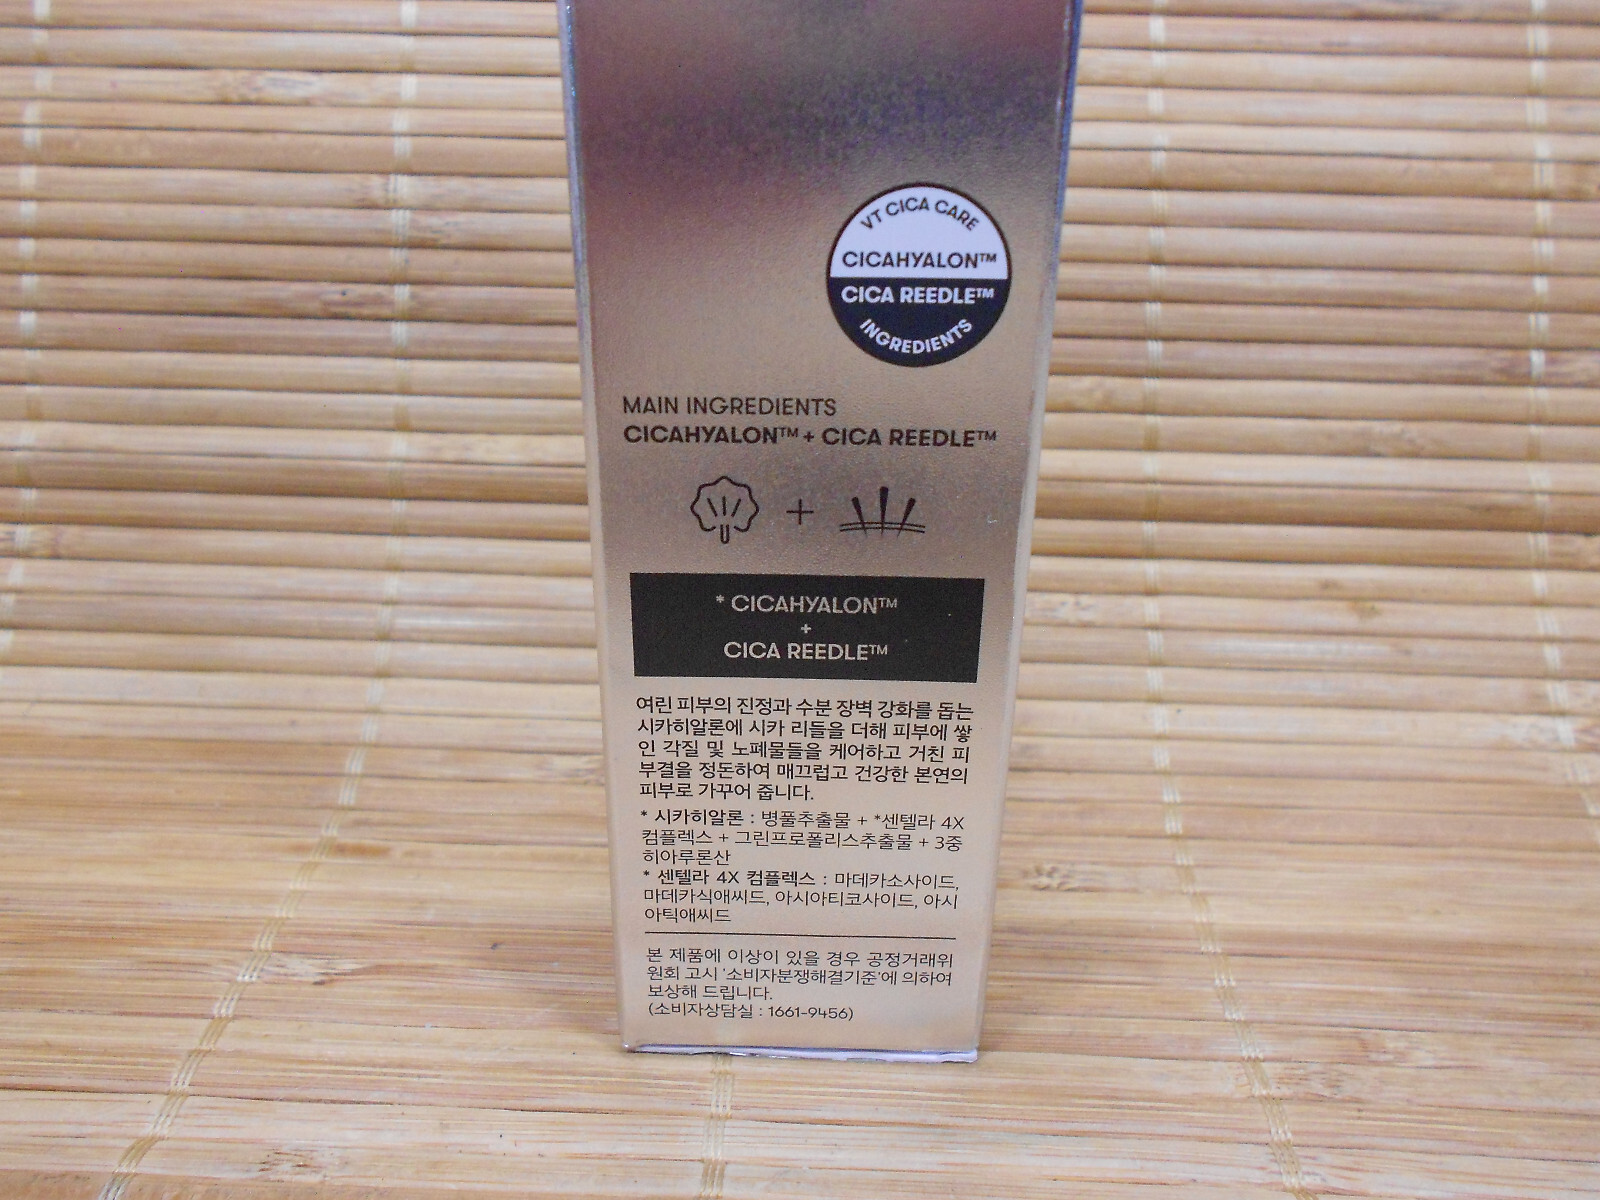 VT CICA CARE
CICAHYALON™
CICA REEDLE™
INGREDIENTS
MAIN INGREDIENTS
CICAHYALON™ + CICA REEDLE™
+
* CICAHYALON™
+
CICA REEDLE™
여린 피부의 진정과 수분 장벽 강화를 돕는
시카히알론에 시카 리들을 더해 피부에 쌓
인 각질 및 노폐물들을 케어하고 거친 피
부결을 정돈하여 매끄럽고 건강한 본연의
피부로 가꾸어 줍니다.
* 시카히알론 : 병풀추출물 + *센텔라 4X
컴플렉스 + 그린프로폴리스추출물 + 3중
히아루론산
* 센텔라 4X 컴플렉스 : 마데카소사이드,
마데카식애씨드, 아시아티코사이드, 아시
아틱애씨드
본 제품에 이상이 있을 경우 공정거래위
원회 고시 '소비자분쟁해결기준'에 의하여
보상해 드립니다.
(소비자상담실 : 1661-9456)